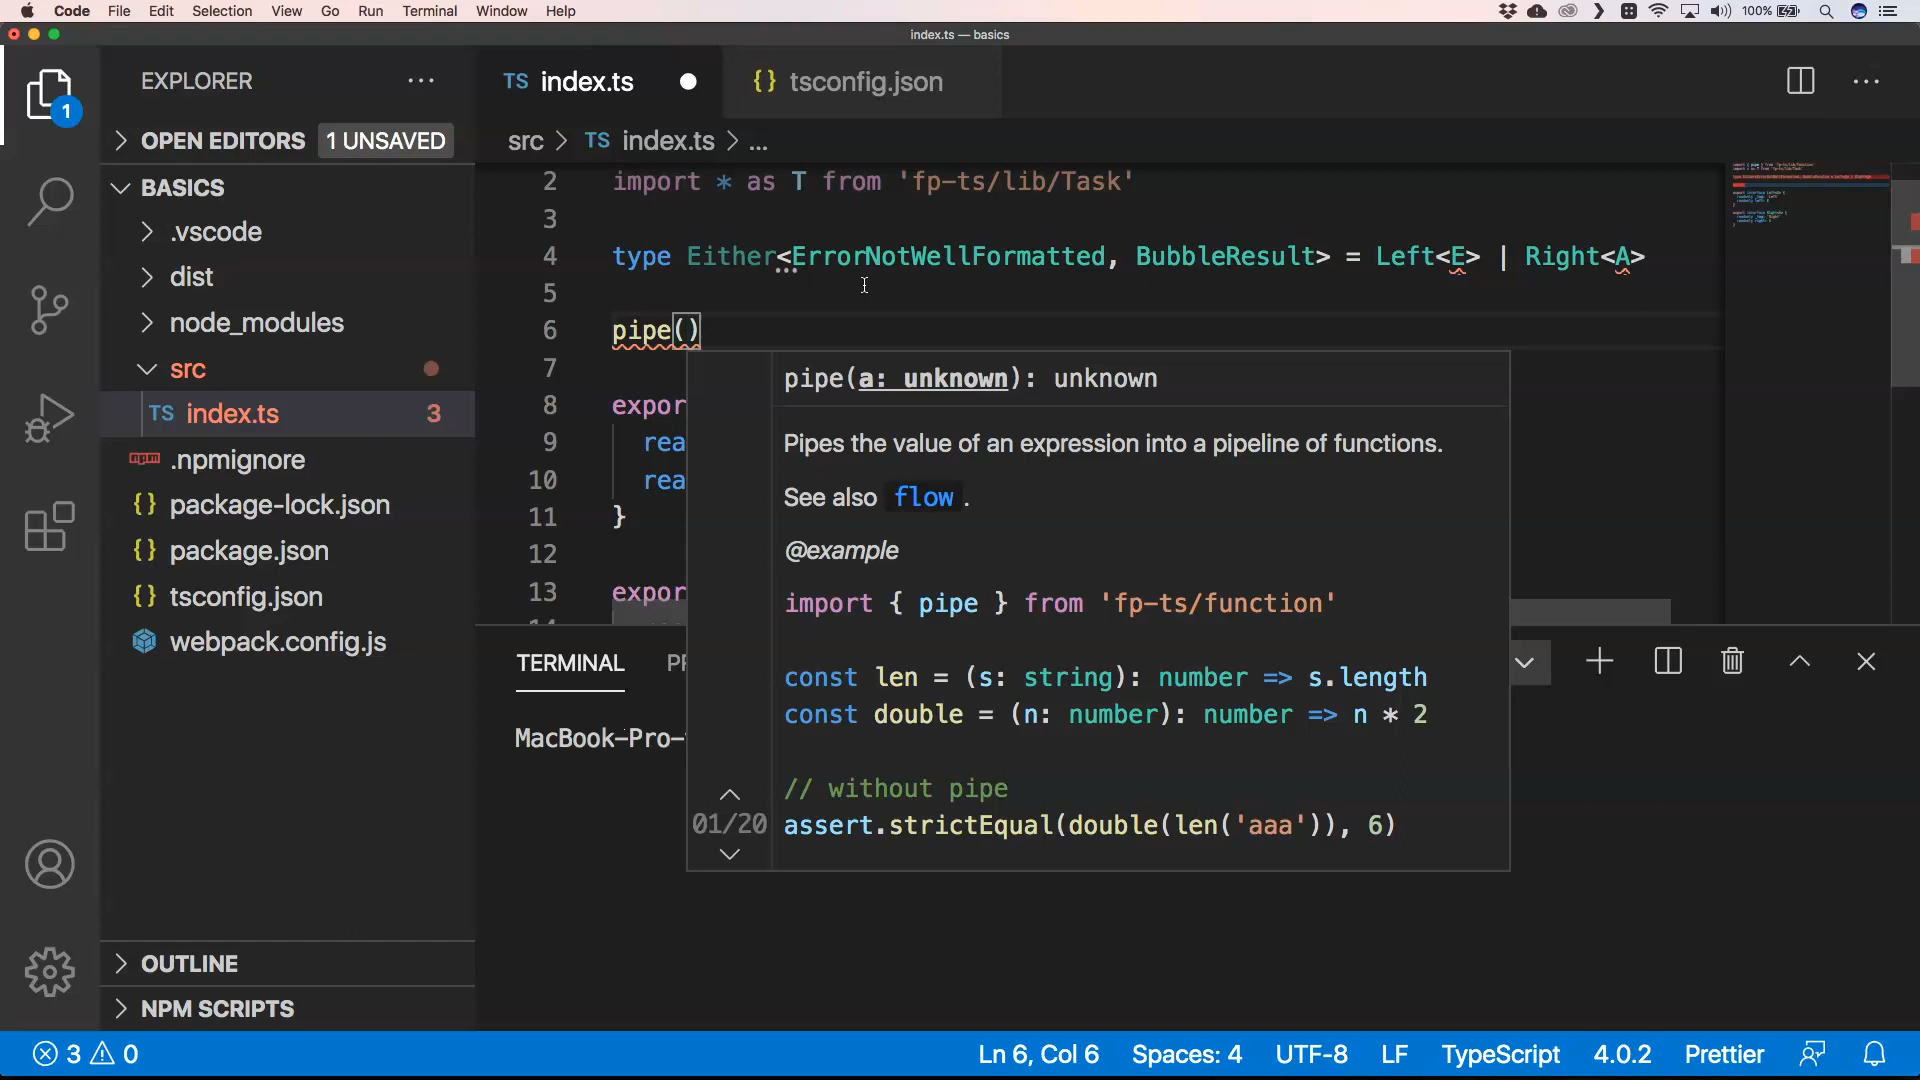 Code File Edit Selection View Go Run Terminal Window Help 100%
index.ts — basics
EXPLORER
TS index.ts
{} tsconfig.json
1
OPEN EDITORS 1 UNSAVED
src > TS index.ts > ...
BASICS
.vscode
dist
node_modules
src
TS index.ts 3
.npmignore
{} package-lock.json
{} package.json
{} tsconfig.json
webpack.config.js
OUTLINE
NPM SCRIPTS
2 import * as T from 'fp-ts/lib/Task'
3
4 type Either<ErrorNotWellFormatted, BubbleResult> = Left<E> | Right<A>
5
6 pipe()
7
8 expor
9 rea
10 rea
11 }
12
13 expor
pipe(a: unknown): unknown
Pipes the value of an expression into a pipeline of functions.
See also flow .
@example
import { pipe } from 'fp-ts/function'
const len = (s: string): number => s.length
const double = (n: number): number => n * 2
// without pipe
assert.strictEqual(double(len('aaa')), 6)
01/20
TERMINAL
MacBook-Pro-
3 0 Ln 6, Col 6 Spaces: 4 UTF-8 LF TypeScript 4.0.2 Prettier